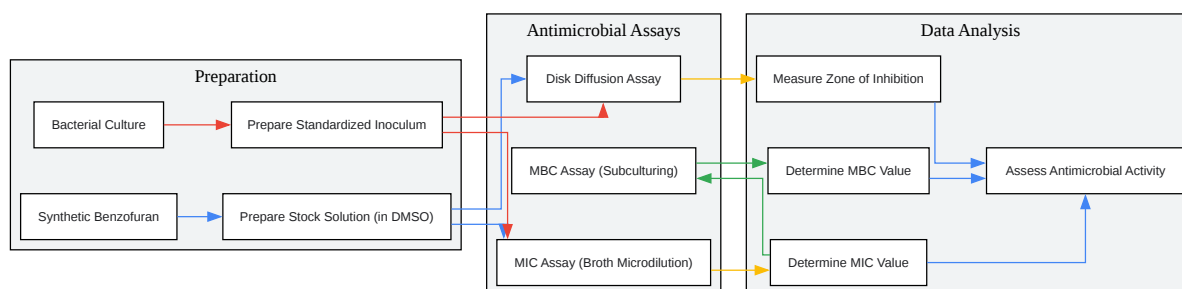 Preparation
Bacterial Culture
Prepare Standardized Inoculum
Synthetic Benzofuran
Prepare Stock Solution (in DMSO)
Antimicrobial Assays
Disk Diffusion Assay
MBC Assay (Subculturing)
MIC Assay (Broth Microdilution)
Data Analysis
Measure Zone of Inhibition
Determine MBC Value
Assess Antimicrobial Activity
Determine MIC Value